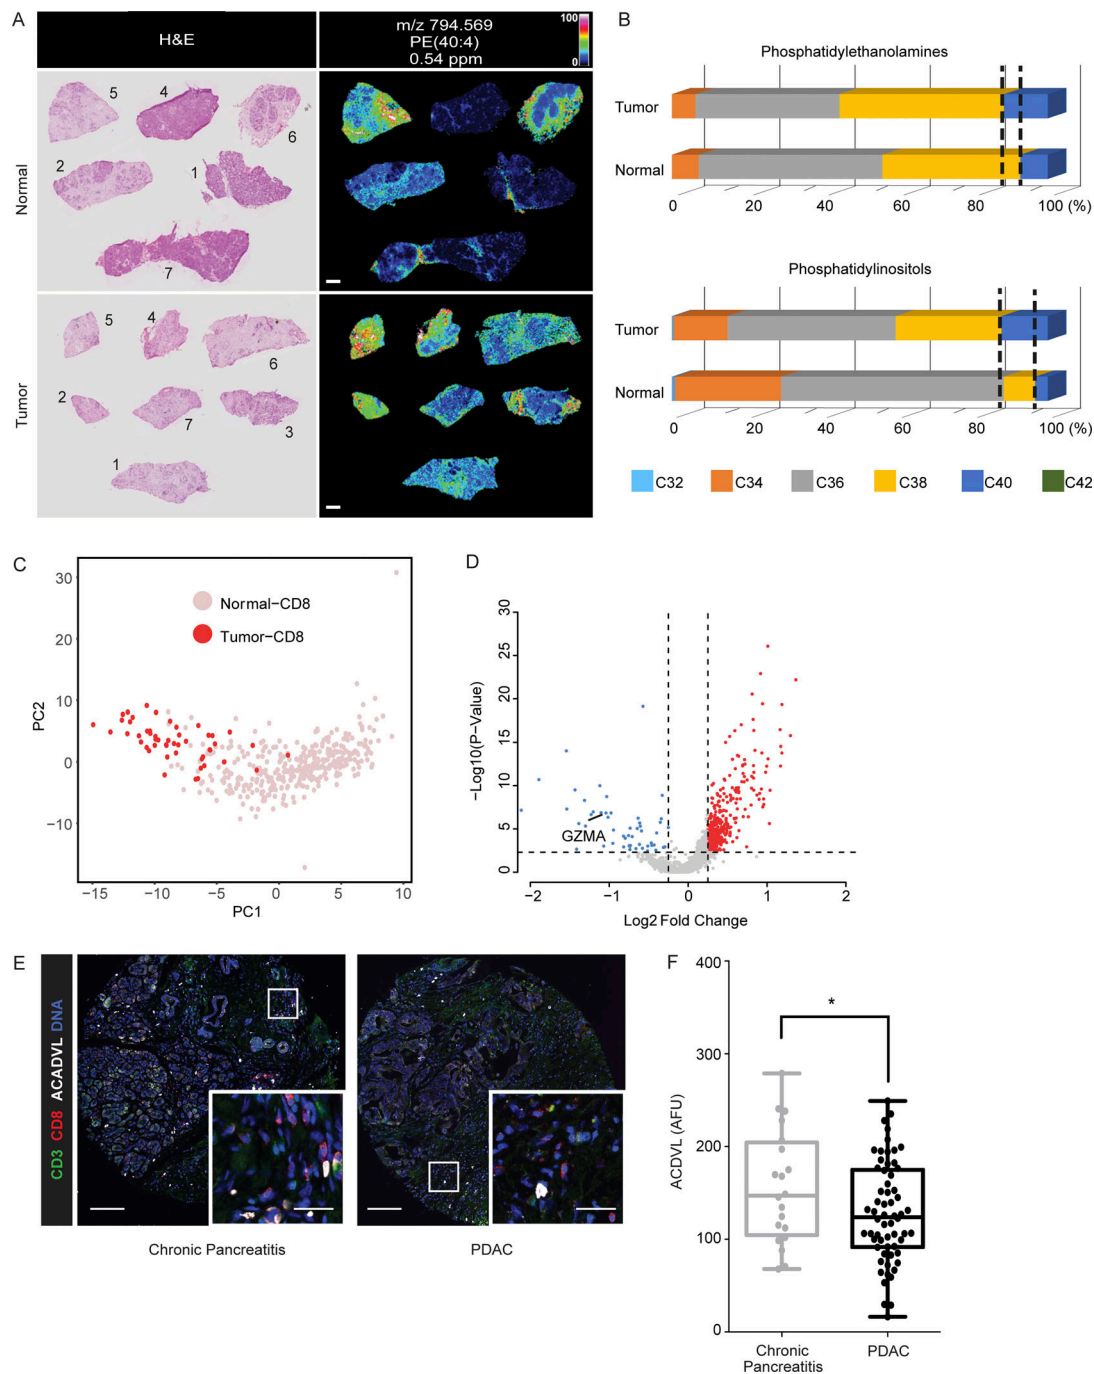 A
H&E
m/z 794.569
PE(40:4)
0.54 ppm
100
0
Normal
5
4
6
2
1
7
Tumor
5
4
6
2
7
3
1
B
Phosphatidylethanolamines
Tumor
Normal
0 20 40 60 80 100 (%)
Phosphatidylinositols
Tumor
Normal
0 20 40 60 80 100 (%)
C32 C34 C36 C38 C40 C42
C
PC2
30
20
10
0
−10
Normal−CD8
Tumor−CD8
−15 −10 −5 0 5 10
PC1
D
−Log10(P−Value)
30
25
20
15
10
5
0
GZMA
−2 −1 0 1 2
Log2 Fold Change
E
CD3 CD8 ACADVL DNA
Chronic Pancreatitis
PDAC
F
ACDVL (AFU)
400
300
200
100
0
*
Chronic
Pancreatitis
PDAC